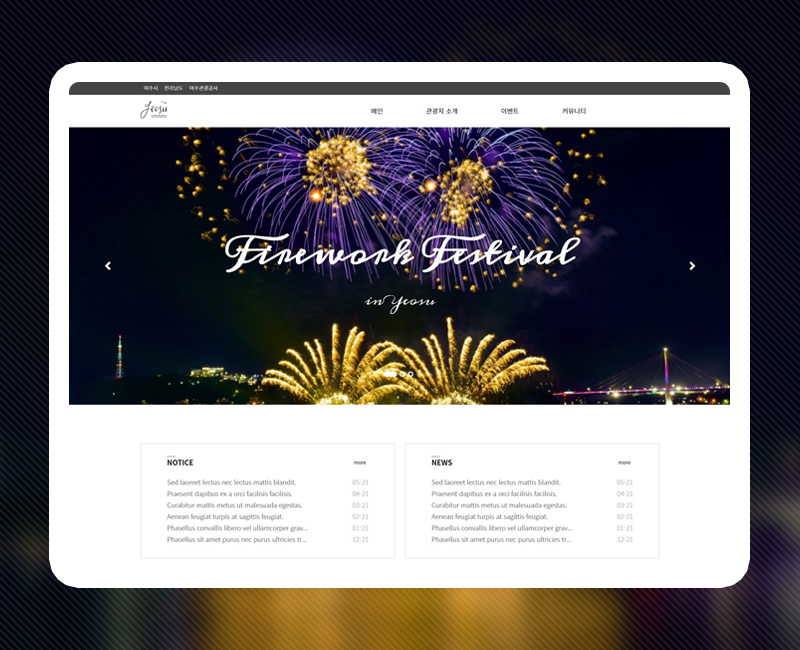 여수시 전라남도 여수관광공사
Yeosu
메인 관광지 소개 이벤트 커뮤니티
Firework Festival
in Yeosu
NOTICE more
Sed laoreet lectus nec lectus mattis blandit. 05-21
Praesent dapibus ex a orci facilisis facilisis. 04-21
Curabitur mattis metus ut malesuada egestas. 03-21
Aenean feugiat turpis at sagittis feugiat. 02-21
Phasellus convallis libero vel ullamcorper grav... 01-21
Phasellus sit amet purus nec purus ultricies tr... 12-21
NEWS more
Sed laoreet lectus nec lectus mattis blandit. 05-21
Praesent dapibus ex a orci facilisis facilisis. 04-21
Curabitur mattis metus ut malesuada egestas. 03-21
Aenean feugiat turpis at sagittis feugiat. 02-21
Phasellus convallis libero vel ullamcorper grav... 01-21
Phasellus sit amet purus nec purus ultricies tr... 12-21